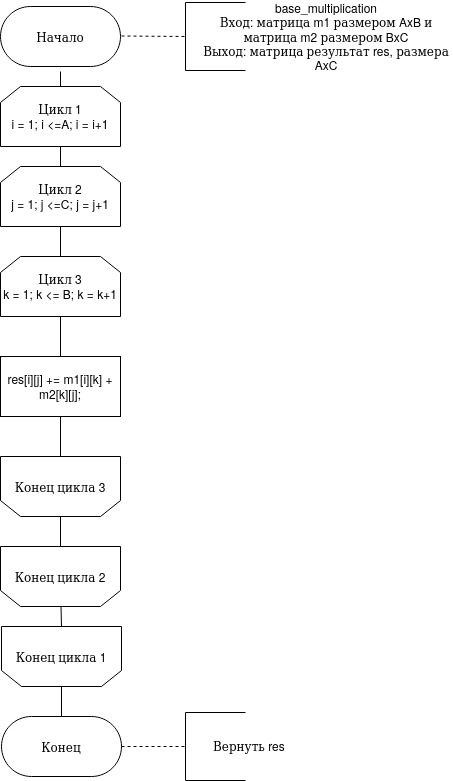 base_multiplication
Начало
Вход: матрица m1 размером AxB и
матрица m2 размером BxC
Выход: матрица результат res, размера
AxC
Цикл 1
i = 1; i <=A; i = i+1
Цикл 2
j = 1; j <=C; j = j+1
Цикл 3
k = 1; k <= B; k = k+1
res[i][j] += m1[i][k] +
m2[k][j];
Конец цикла 3
Конец цикла 2
Конец цикла 1
Конец
Вернуть res